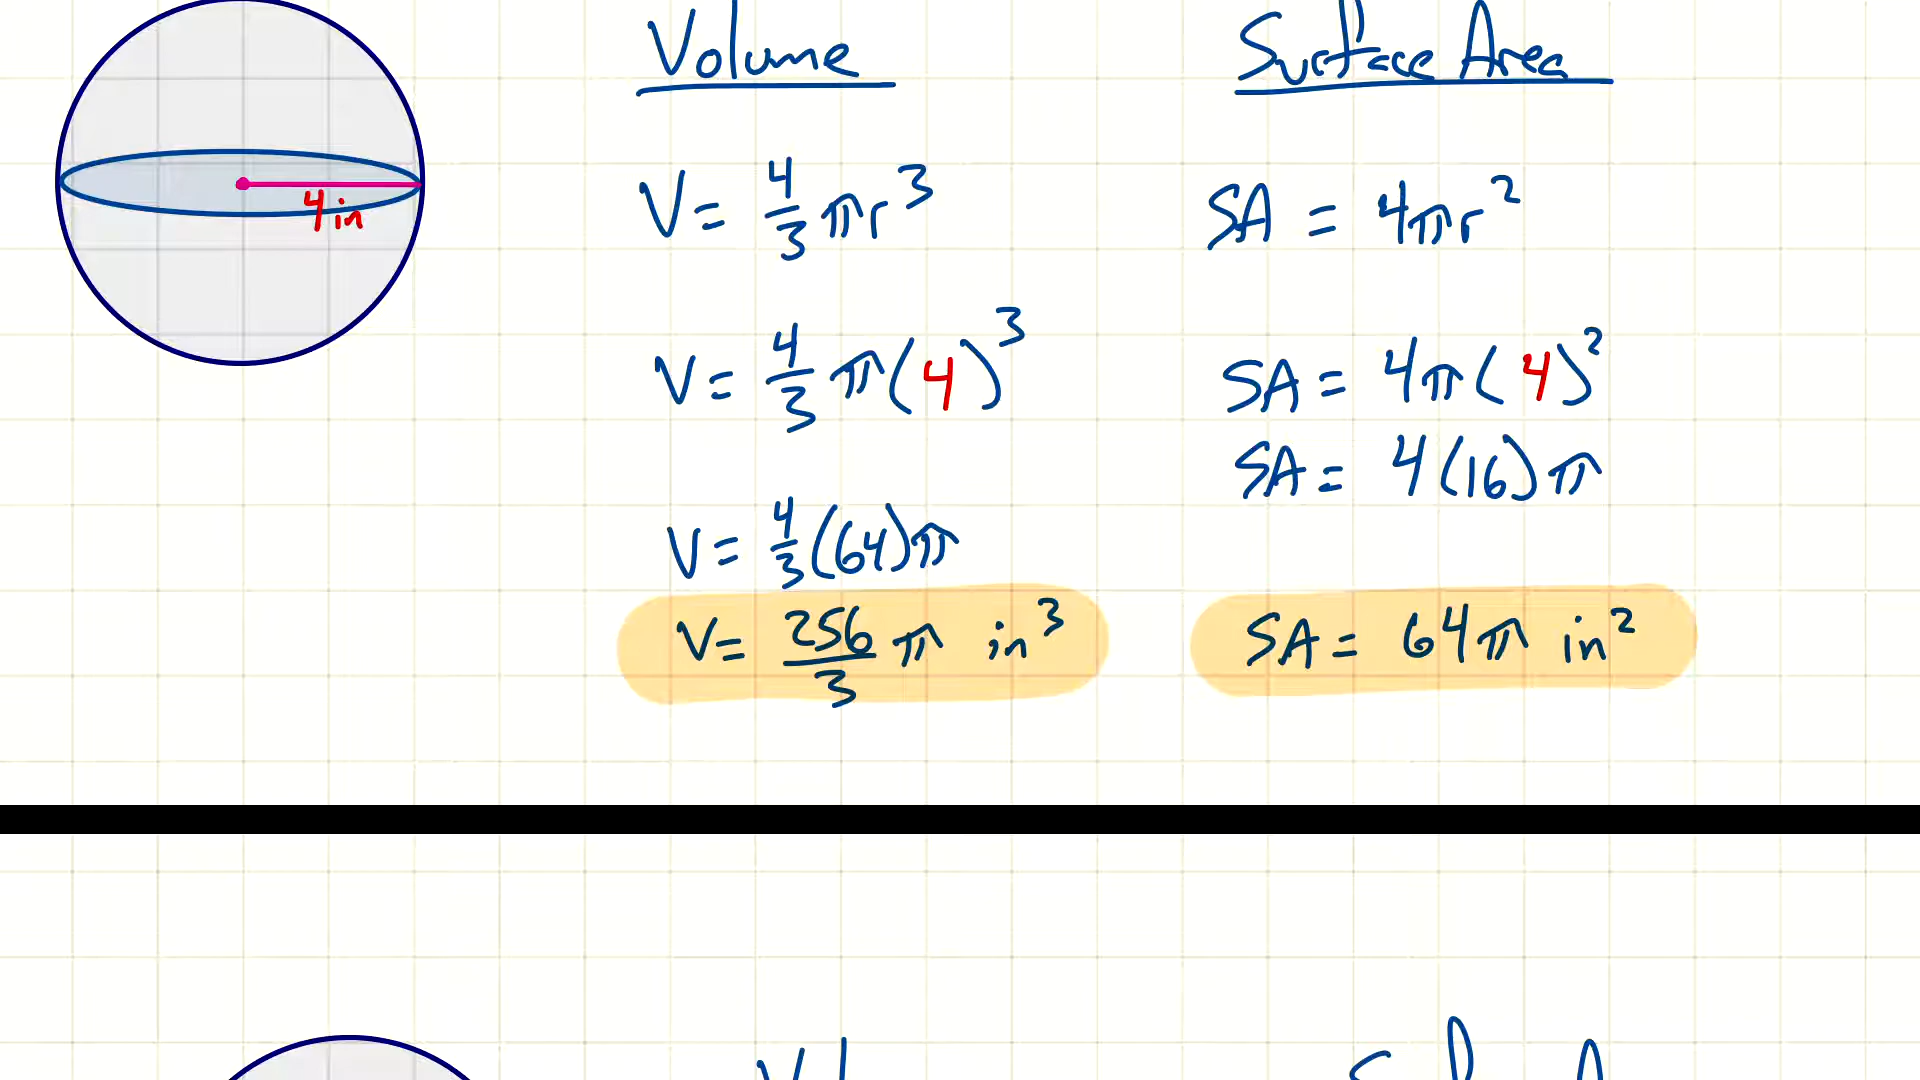 4 in
Volume
V = 4/3 πr³
V = 4/3 π(4)³
V = 4/3 (64)π
V = 256/3 π in³
Surface Area
SA = 4πr²
SA = 4π(4)²
SA = 4(16)π
SA = 64π in²